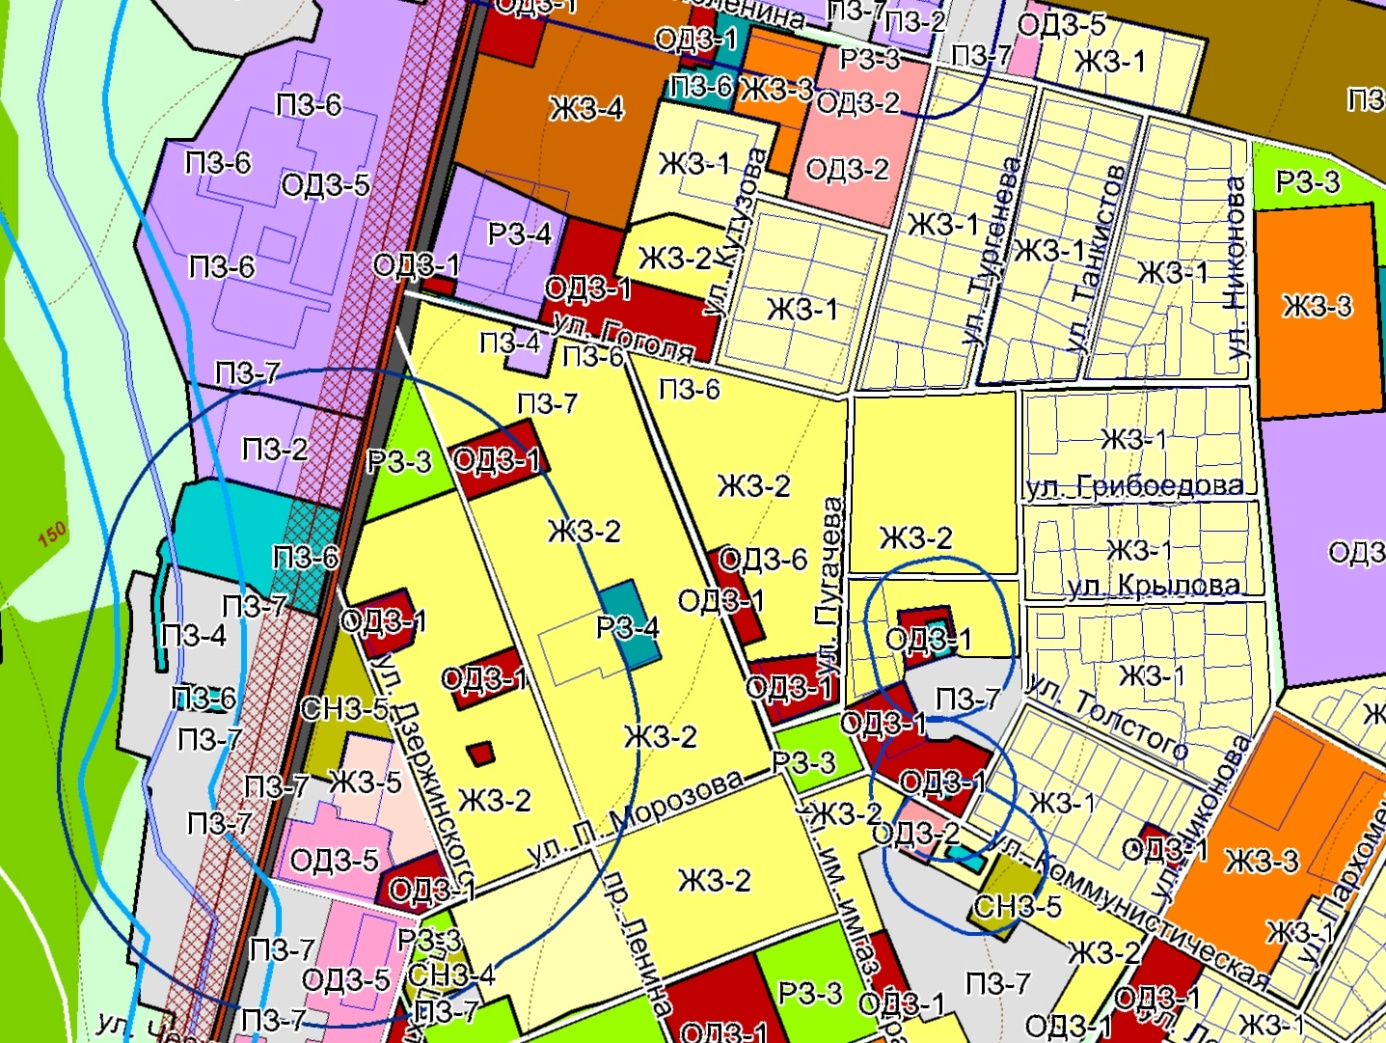 ОДЗ-1
ПЗ-7
ПЗ-2
ОДЗ-5
ОДЗ-1
РЗ-3
ПЗ-7
ЖЗ-1
ПЗ-6
ЖЗ-4
ПЗ-6
ЖЗ-3
ОДЗ-2
ПЗ-6
ОДЗ-5
ЖЗ-1
ОДЗ-2
РЗ-3
РЗ-4
ул. Кутузова
ЖЗ-1
ул. Тургенева
ЖЗ-1
ул. Танкистов
ЖЗ-1
ул. Никонова
ПЗ-6
ОДЗ-1
ЖЗ-2
ОДЗ-1
ЖЗ-1
ЖЗ-3
ул. Гоголя
ПЗ-4
ПЗ-6
ПЗ-7
ПЗ-6
ПЗ-7
ЖЗ-1
ПЗ-2
РЗ-3
ОДЗ-1
ЖЗ-2
ул. Грибоедова
150
ЖЗ-2
ул. Пугачева
ЖЗ-2
ЖЗ-1
ПЗ-6
ОДЗ-6
ул. Крылова
ПЗ-7
ОДЗ-1
ПЗ-4
ОДЗ-1
РЗ-4
ОДЗ-1
ЖЗ-1
ОДЗ-1
ОДЗ-1
ПЗ-7
ул. Толстого
ПЗ-6
СНЗ-5
ул. Дзержинского
ОДЗ-1
ПЗ-7
ЖЗ-2
РЗ-3
ПЗ-7
ЖЗ-5
ОДЗ-1
ЖЗ-2
ул. П. Морозова
ЖЗ-2
ЖЗ-1
ул. Никонова
ПЗ-7
ОДЗ-2
ОДЗ-1
ОДЗ-5
ЖЗ-3
ОДЗ-1
ЖЗ-2
ул. Коммунистическая
СНЗ-5
пр. Ленина
РЗ-3
ЖЗ-1
ПЗ-7
ЖЗ-2
СНЗ-4
ОДЗ-5
ПЗ-7
РЗ-3
ОДЗ-1
ПЗ-7
ОДЗ-1
ПЗ-7
ОДЗ-1
ОДЗ-1
ЖЗ-1